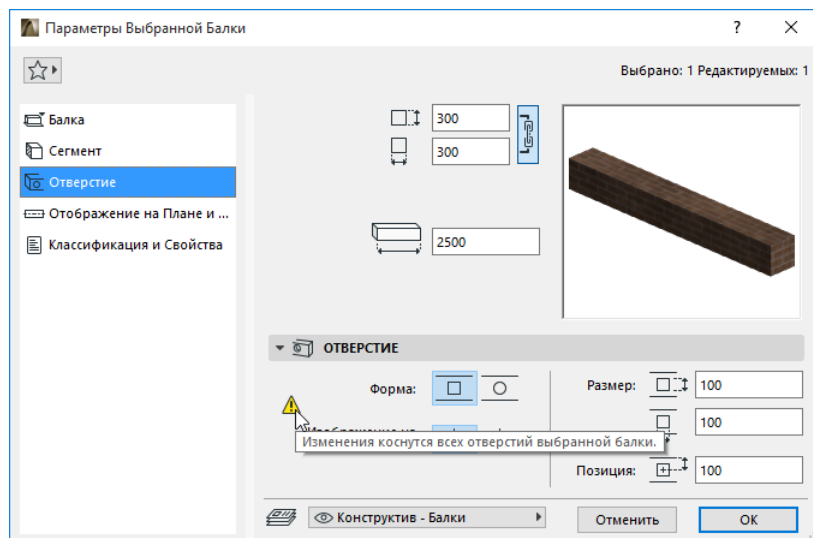 Параметры Выбранной Балки
?
Выбрано: 1 Редактируемых: 1
Балка
Сегмент
Отверстие
Отображение на Плане и ...
Классификация и Свойства
300
300
2500
ОТВЕРСТИЕ
Форма:
Размер:
100
100
Изменения коснутся всех отверстий выбранной балки.
Позиция:
100
Конструктив - Балки
Отменить
ОК